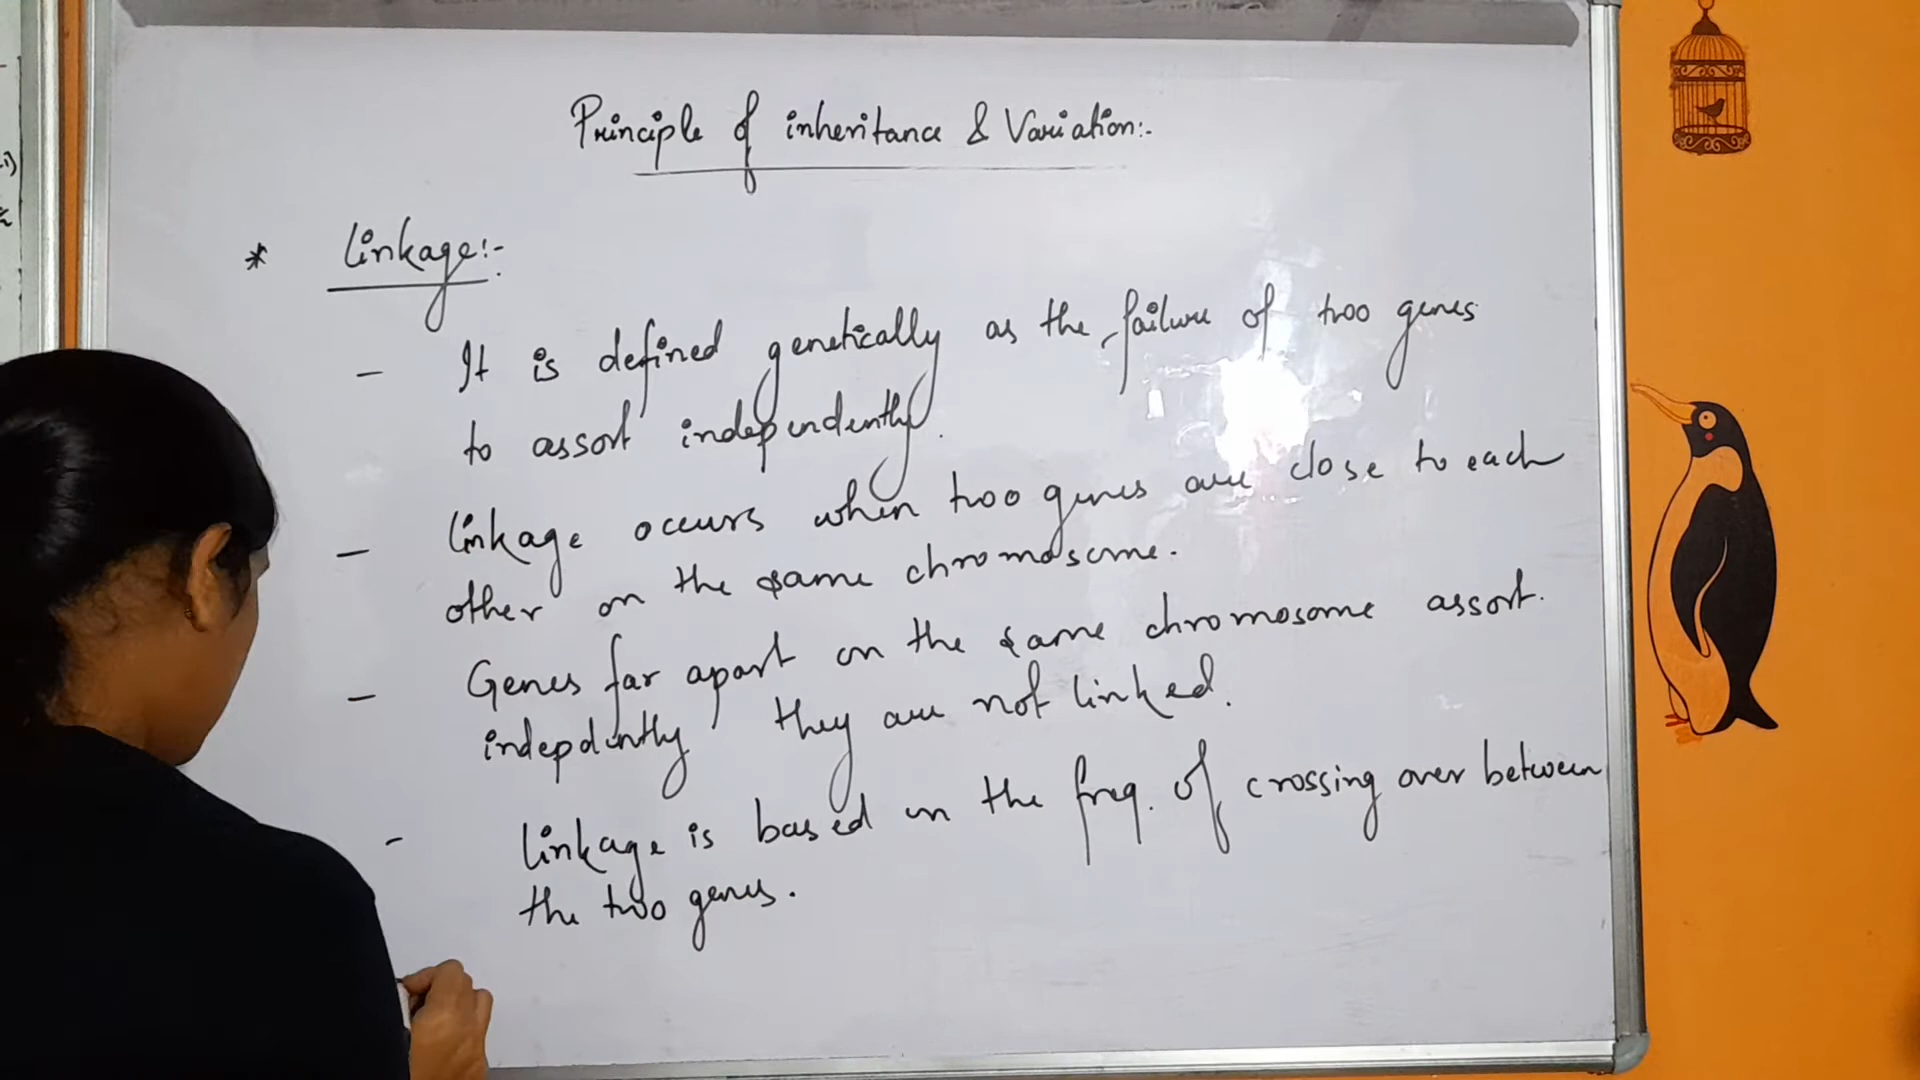 Principle of inheritance & Variation:-
* Linkage:-
- It is defined genetically as the failure of two genes
to assort independently.
- Linkage occurs when two genes are close to each
other on the same chromosome.
- Genes far apart on the same chromosome assort.
indepdently, they are not linked.
- Linkage is based on the freq. of crossing over between
the two genes.